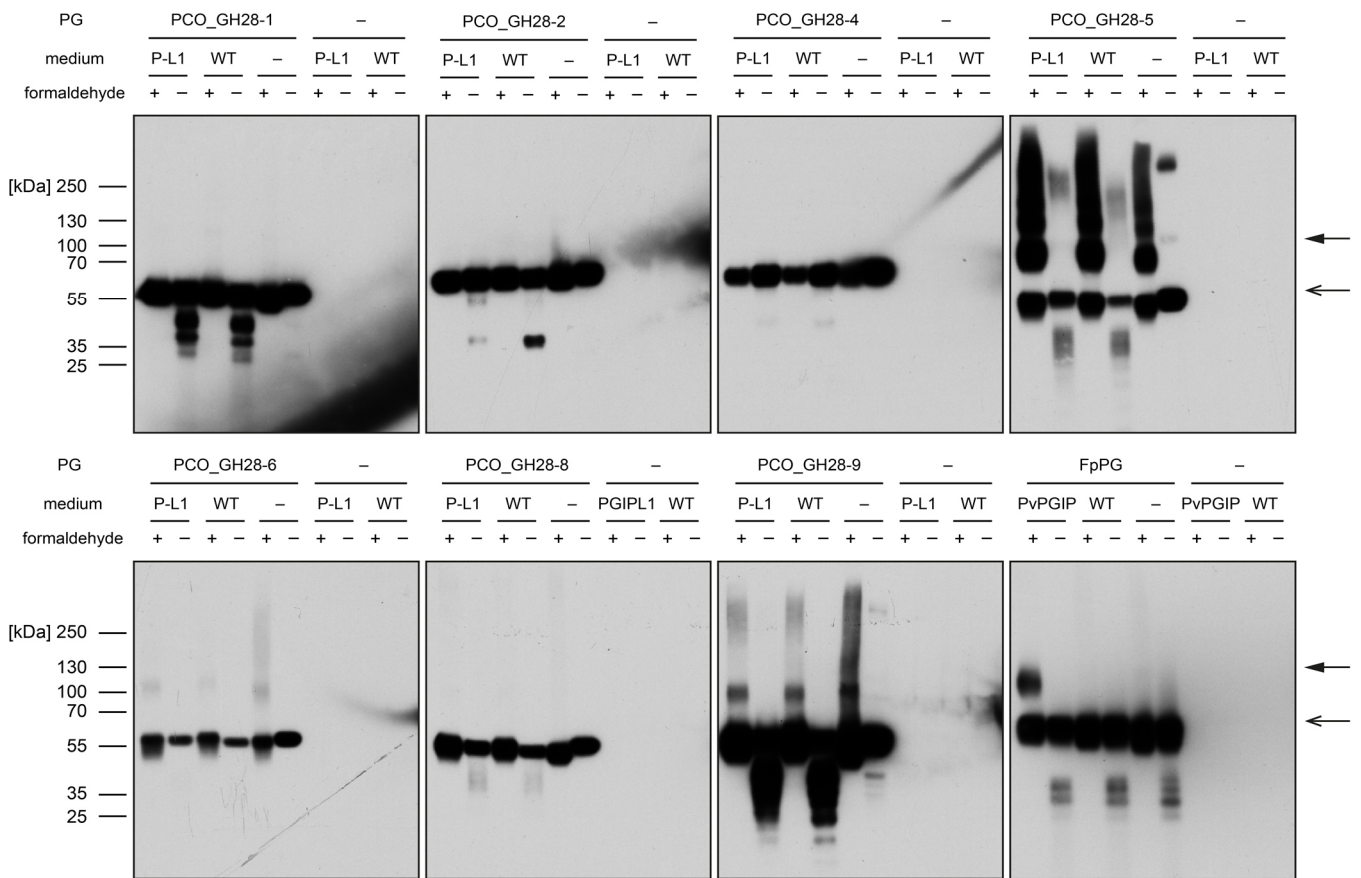 PG PCO_GH28-1 – PCO_GH28-2 – PCO_GH28-4 – PCO_GH28-5 –
medium P-L1 WT – P-L1 WT P-L1 WT – P-L1 WT P-L1 WT – P-L1 WT P-L1 WT – P-L1 WT
formaldehyde + – + – + – + – + – + – + – + – + – + – + – + – + – + – + – + – + – + – + – + –
[kDa] 250
130
100
70
55
35
25
PG PCO_GH28-6 – PCO_GH28-8 – PCO_GH28-9 – FpPG –
medium P-L1 WT – P-L1 WT P-L1 WT – PGIPL1 WT P-L1 WT – P-L1 WT PvPGIP WT – PvPGIP WT
formaldehyde + – + – + – + – + – + – + – + – + – + – + – + – + – + – + – + – + – + – + – + –
[kDa] 250
130
100
70
55
35
25